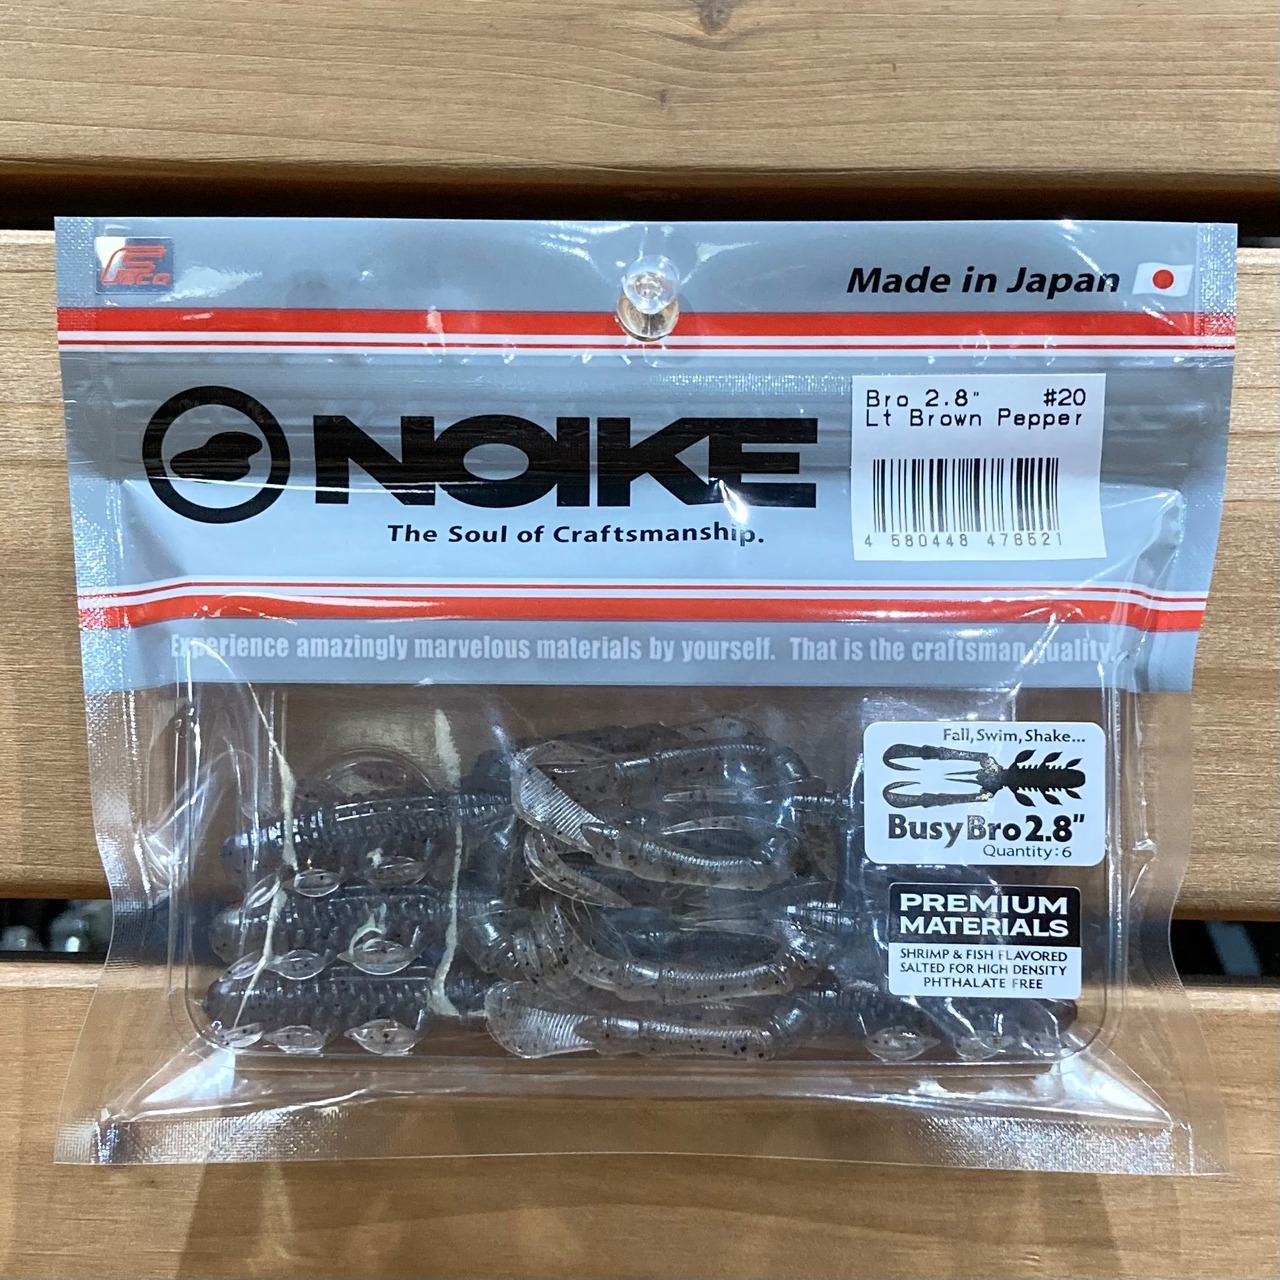 FECO
Made in Japan
Bro 2.8" #20
Lt Brown Pepper
4 580448 478521
NOIKE
The Soul of Craftsmanship.
Experience amazingly marvelous materials by yourself. That is the craftsman quality.
Fall, Swim, Shake...
BusyBro2.8"
Quantity:6
PREMIUM
MATERIALS
SHRIMP & FISH FLAVORED
SALTED FOR HIGH DENSITY
PHTHALATE FREE